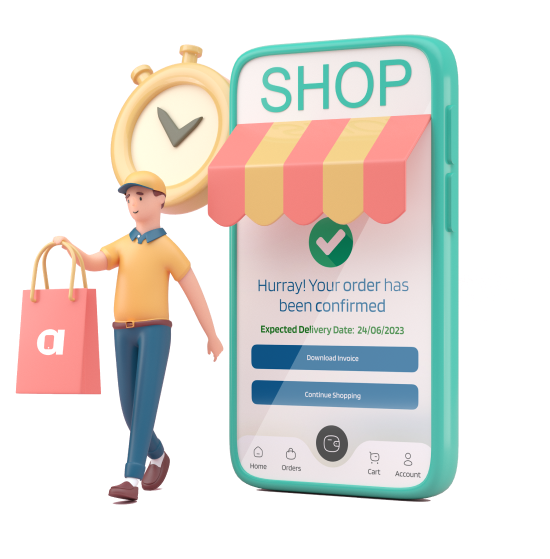 SHOP
Hurray! Your order has
been confirmed
Expected Delivery Date: 24/06/2023
Download Invoice
Continue Shopping
Home
Orders
Cart
Account
a